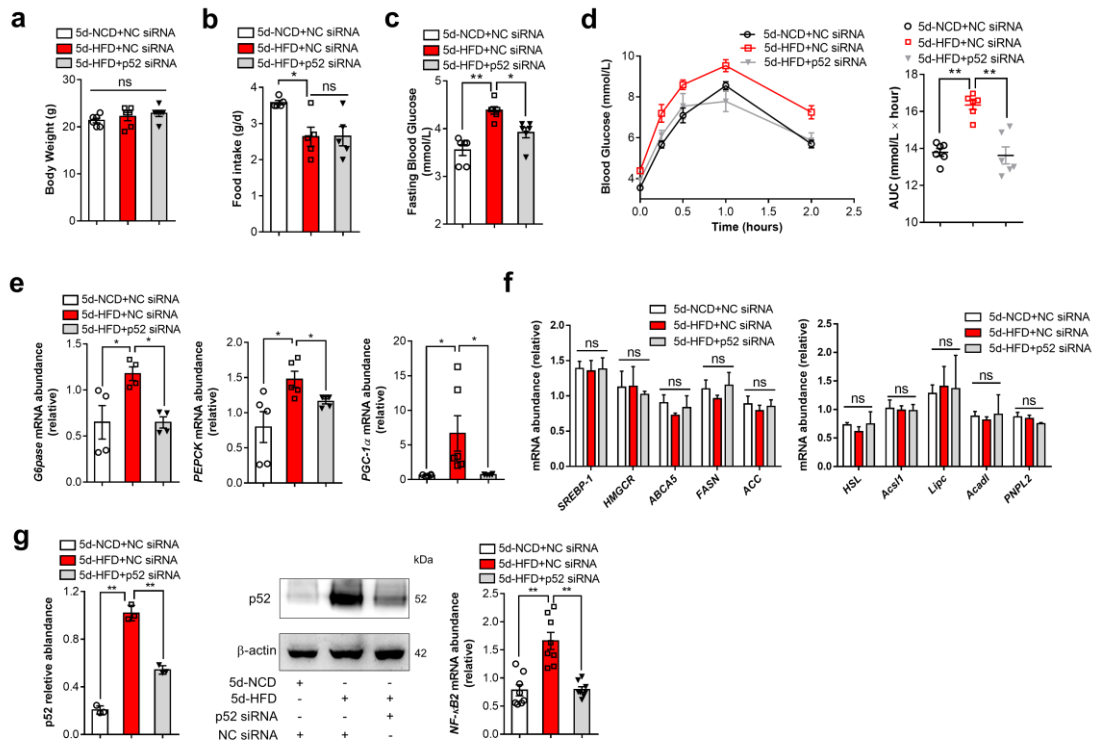 a
5d-NCD+NC siRNA
5d-HFD+NC siRNA
5d-HFD+p52 siRNA
ns
Body Weight (g)
60
40
20
0
b
5d-NCD+NC siRNA
5d-HFD+NC siRNA
5d-HFD+p52 siRNA
*
ns
Food intake (g/d)
5
4
3
2
1
0
c
5d-NCD+NC siRNA
5d-HFD+NC siRNA
5d-HFD+p52 siRNA
**
*
Fasting Blood Glucose
(mmol/L)
5
4
3
2
d
5d-NCD+NC siRNA
5d-HFD+NC siRNA
5d-HFD+p52 siRNA
Blood Glucose (mmol/L)
10
8
6
4
2
0.0
0.5
1.0
1.5
2.0
2.5
Time (hours)
5d-NCD+NC siRNA
5d-HFD+NC siRNA
5d-HFD+p52 siRNA
**
**
AUC (mmol/L × hour)
18
16
14
12
10
e
5d-NCD+NC siRNA
5d-HFD+NC siRNA
5d-HFD+p52 siRNA
*
*
G6pase mRNA abundance
(relative)
1.5
1.0
0.5
0.0
*
*
PEPCK mRNA abundance
(relative)
2.0
1.5
1.0
0.5
0.0
*
*
PGC-1α mRNA abundance
(relative)
20
15
10
5
0
f
5d-NCD+NC siRNA
5d-HFD+NC siRNA
5d-HFD+p52 siRNA
mRNA abundance (relative)
2.0
1.5
1.0
0.5
0.0
ns
ns
ns
ns
ns
SREBP-1
HMGCR
ABCA5
FASN
ACC
5d-NCD+NC siRNA
5d-HFD+NC siRNA
5d-HFD+p52 siRNA
mRNA abundance (relative)
2.5
2.0
1.5
1.0
0.5
0.0
ns
ns
ns
ns
ns
HSL
Acsl1
Lipc
Acadl
PNPL2
g
5d-NCD+NC siRNA
5d-HFD+NC siRNA
5d-HFD+p52 siRNA
**
**
p52 reletive ablandance
1.2
0.8
0.4
0.0
kDa
p52
52
β-actin
42
5d-NCD + - -
5d-HFD - + +
p52 siRNA - - +
NC siRNA + + -
5d-NCD+NC siRNA
5d-HFD+NC siRNA
5d-HFD+p52 siRNA
**
**
NF-κB2 mRNA abundance
(relative)
2.5
2.0
1.5
1.0
0.5
0.0